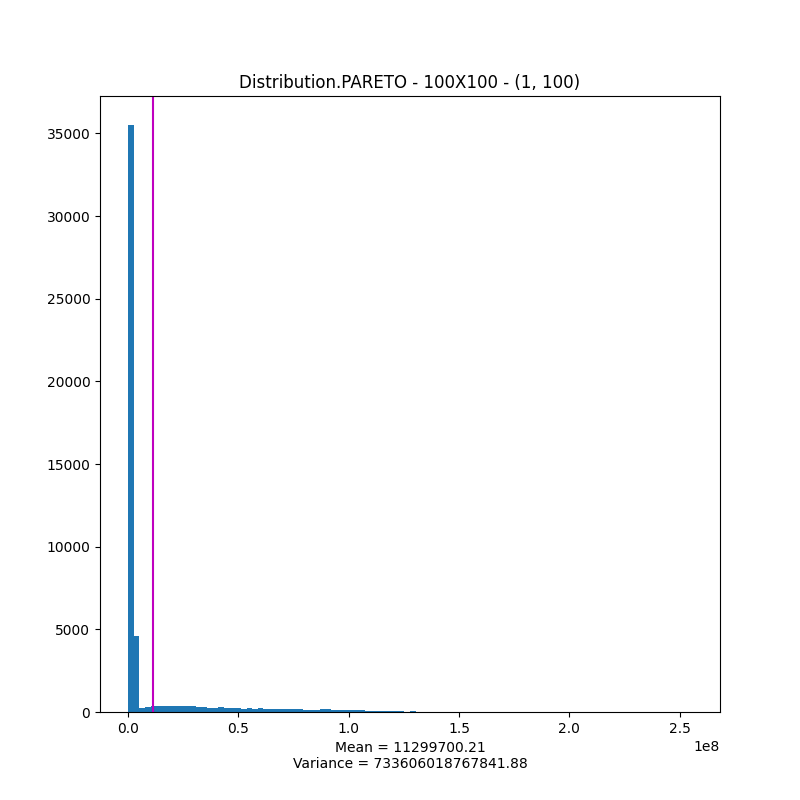 Distribution.PARETO - 100X100 - (1, 100)
35000
30000
25000
20000
15000
10000
5000
0
0.0 0.5 1.0 1.5 2.0 2.5
1e8
Mean = 11299700.21
Variance = 733606018767841.88